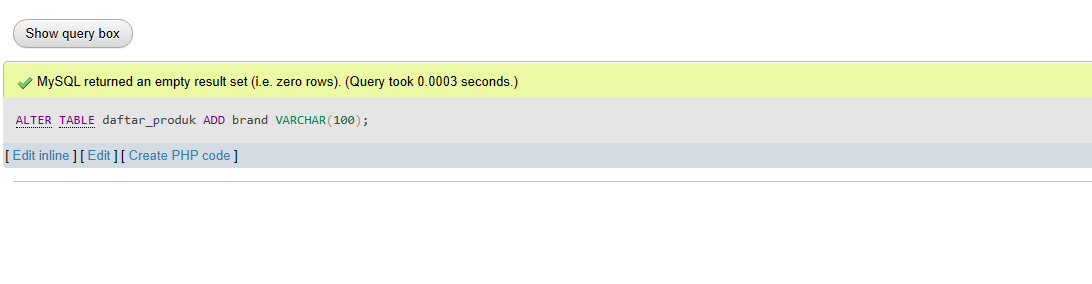 Show query box
MySQL returned an empty result set (i.e. zero rows). (Query took 0.0003 seconds.)
ALTER TABLE daftar_produk ADD brand VARCHAR(100);
[ Edit inline ] [ Edit ] [ Create PHP code ]